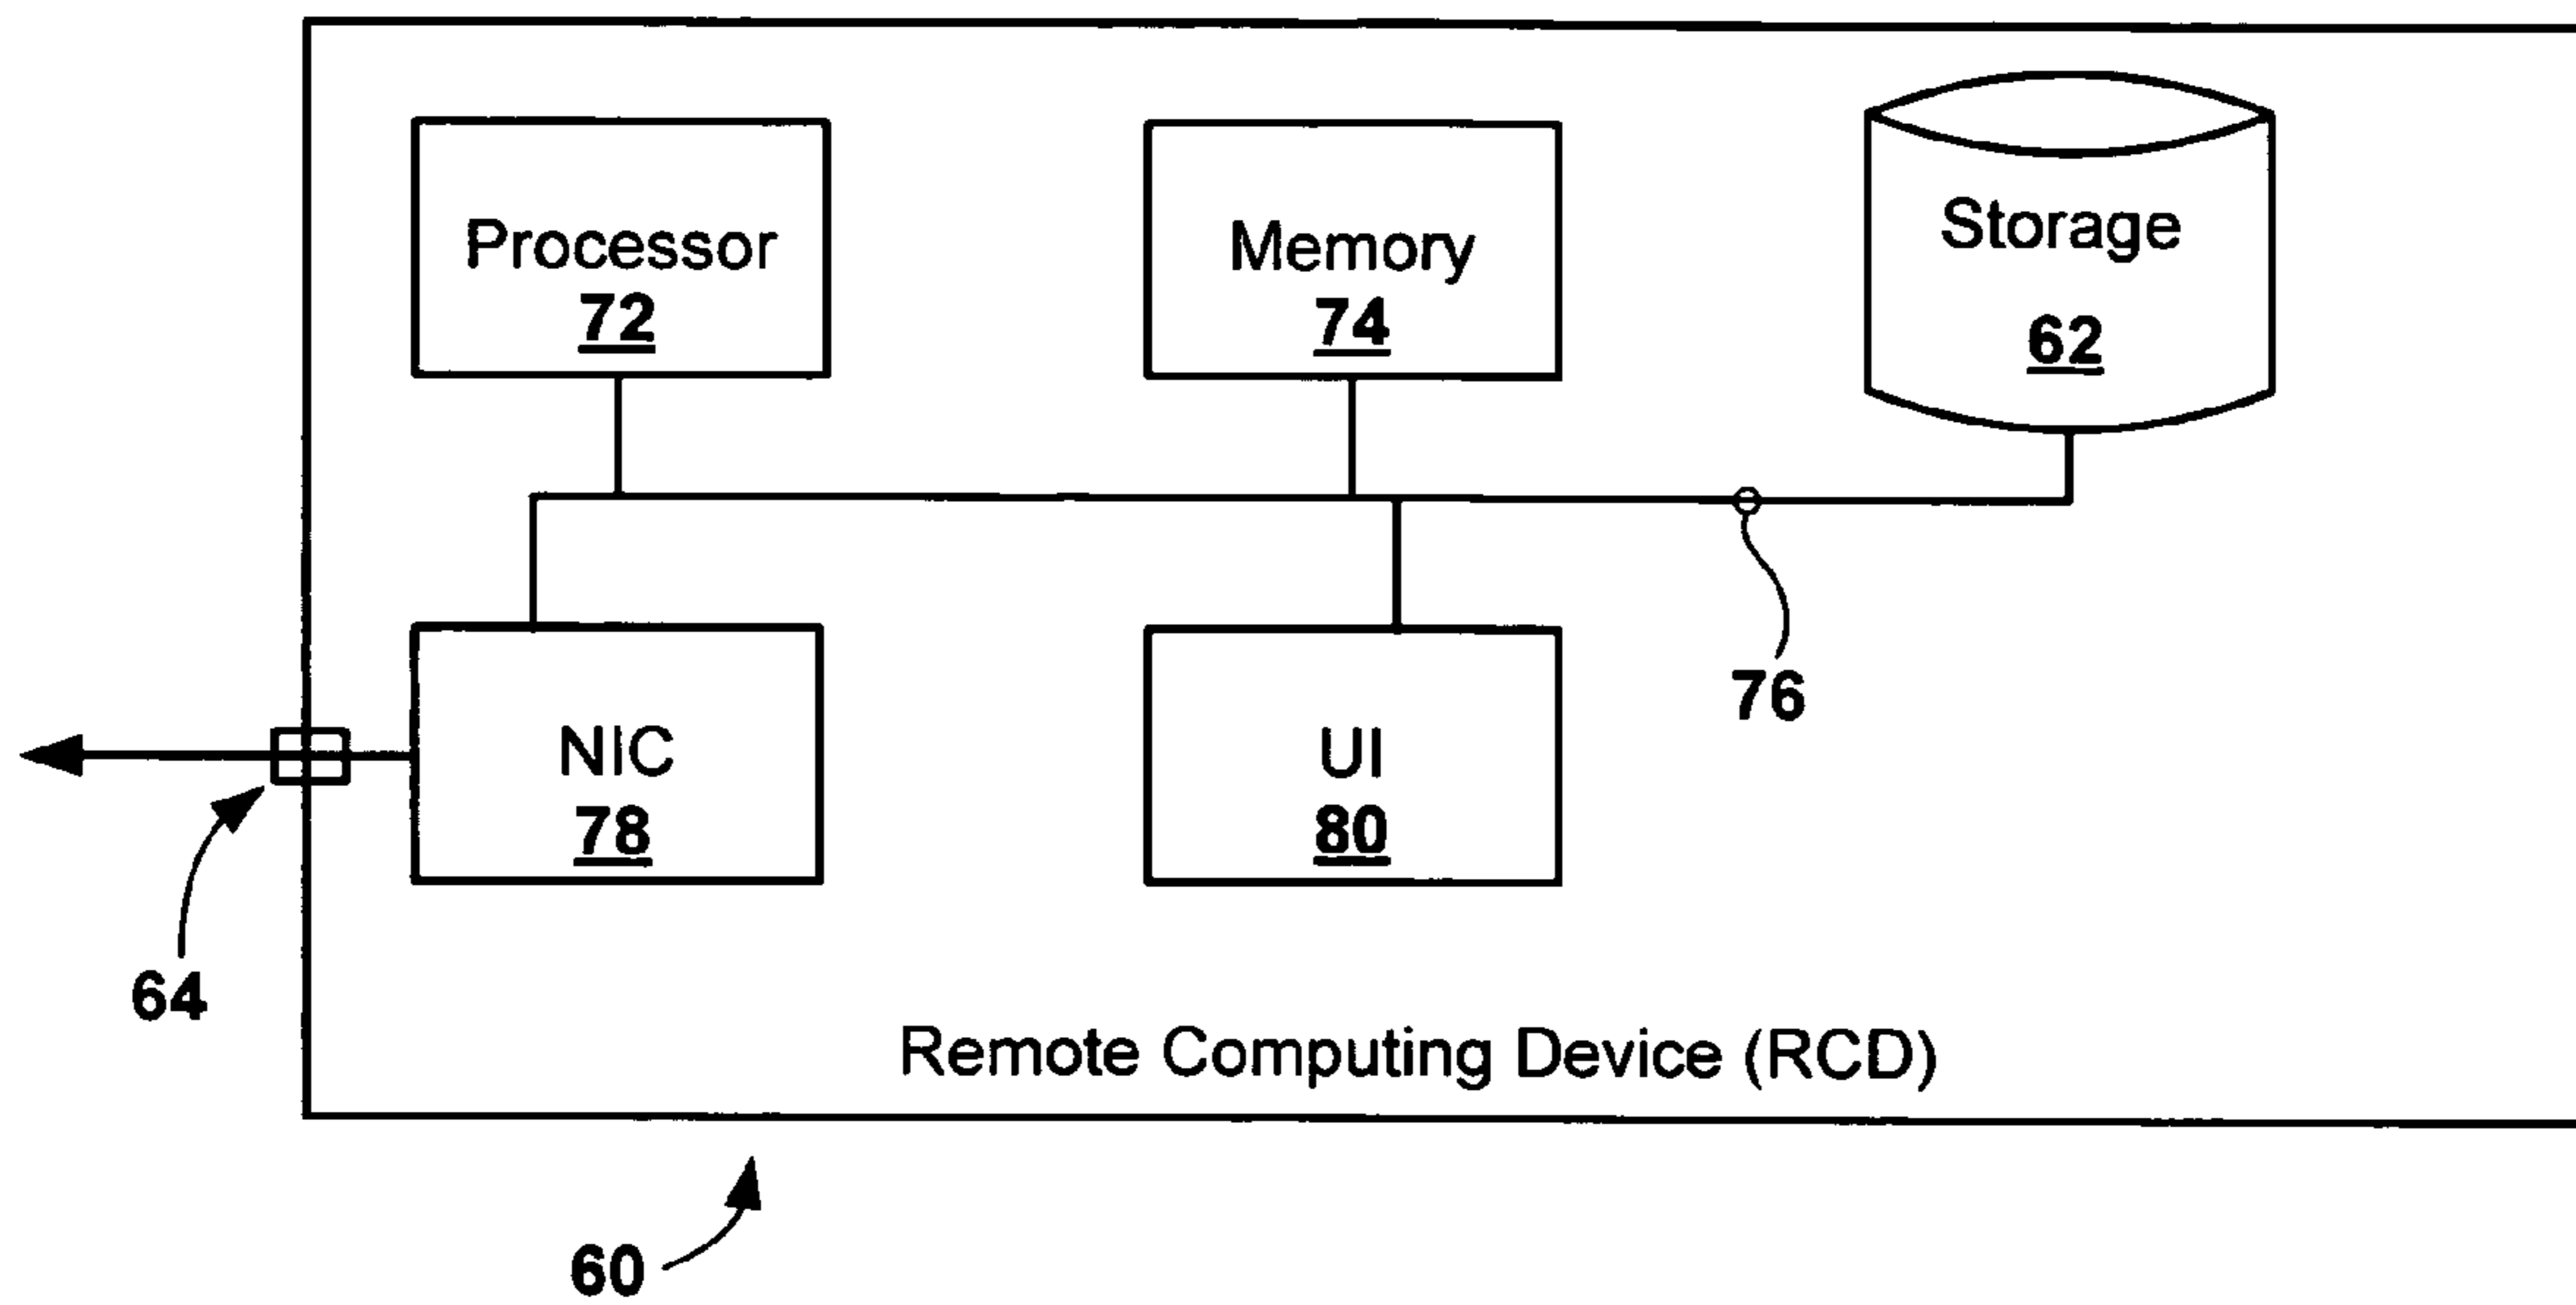 Processor
72
Memory
74
Storage
62
76
NIC
78
UI
80
64
Remote Computing Device (RCD)
60